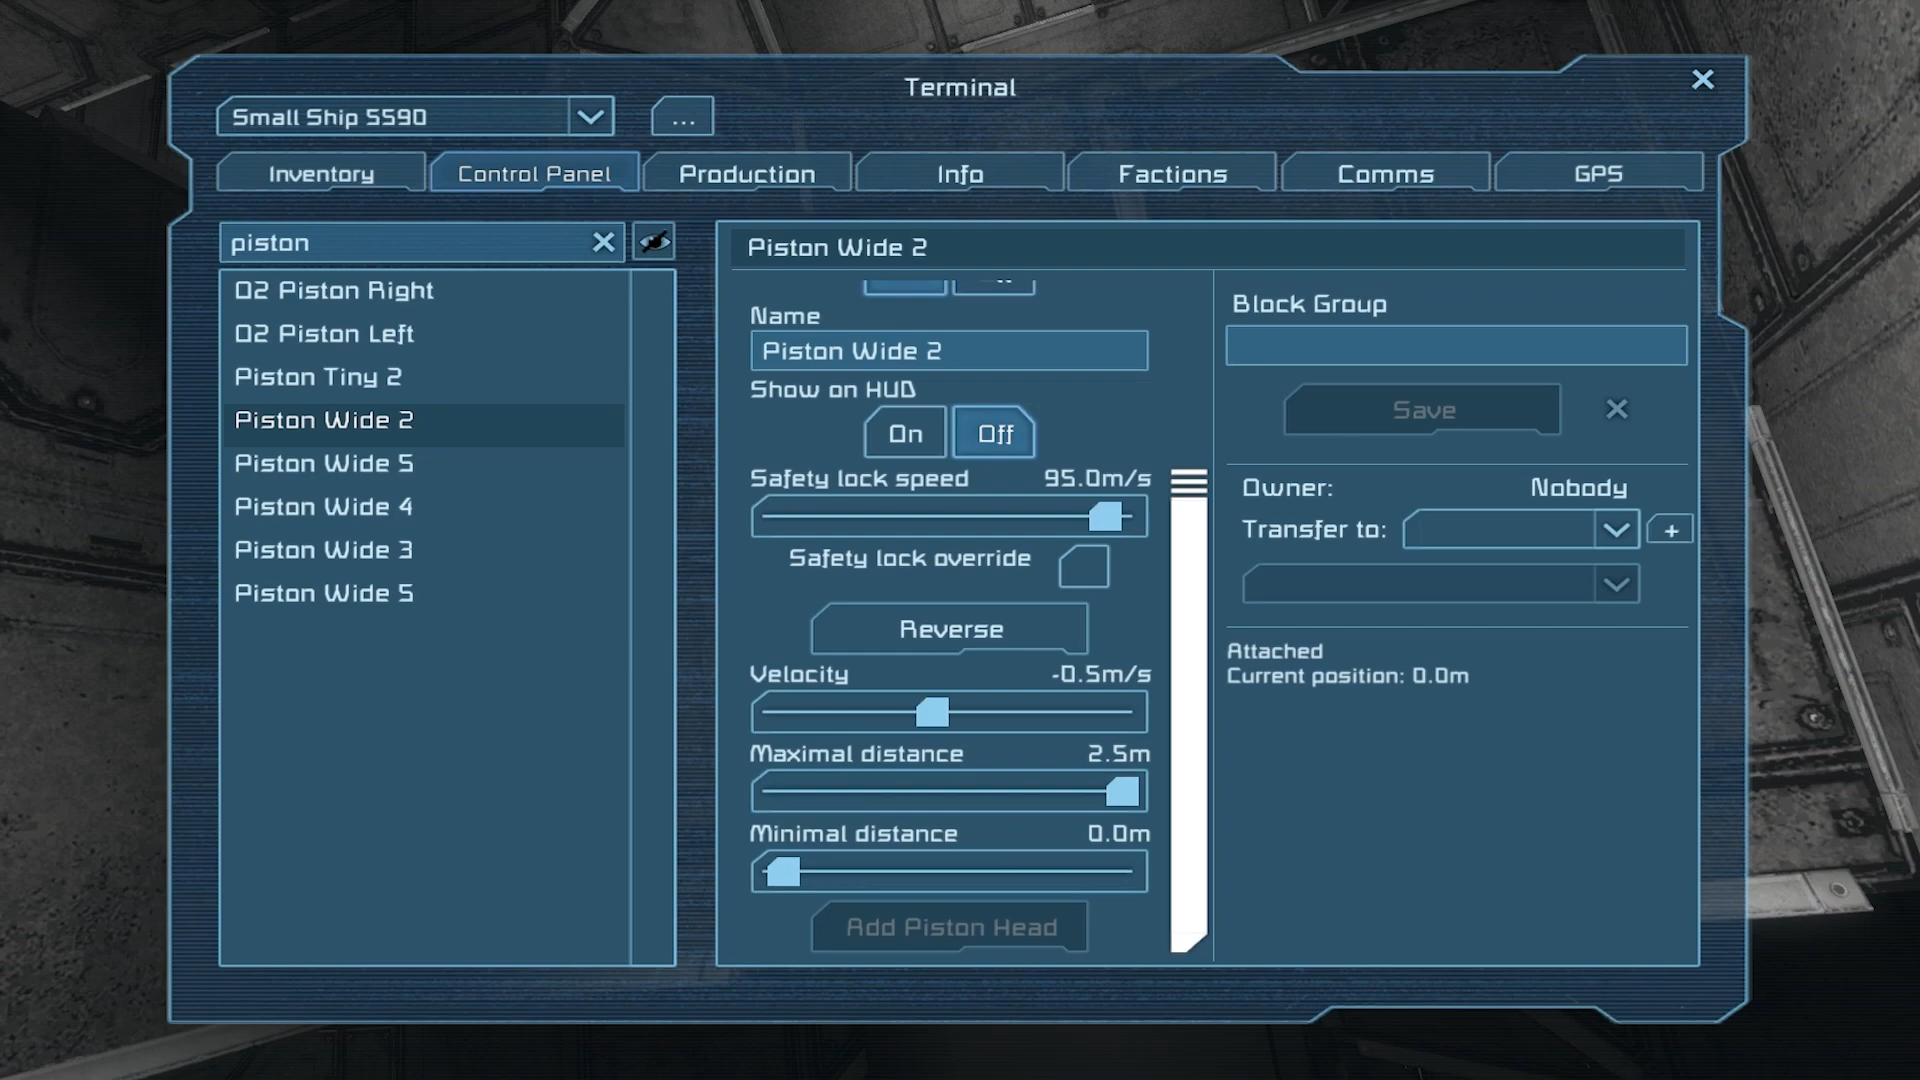 Terminal
Small Ship 5590
...
Inventory
Control Panel
Production
Info
Factions
Comms
GPS
piston
O2 Piston Right
O2 Piston Left
Piston Tiny 2
Piston Wide 2
Piston Wide 5
Piston Wide 4
Piston Wide 3
Piston Wide 5
Piston Wide 2
Name
Piston Wide 2
Show on HUD
On
Off
Safety lock speed 95.0m/s
Safety lock override
Reverse
Velocity -0.5m/s
Maximal distance 2.5m
Minimal distance 0.0m
Add Piston Head
Block Group
Save
Owner: Nobody
Transfer to:
+
Attached
Current position: 0.0m